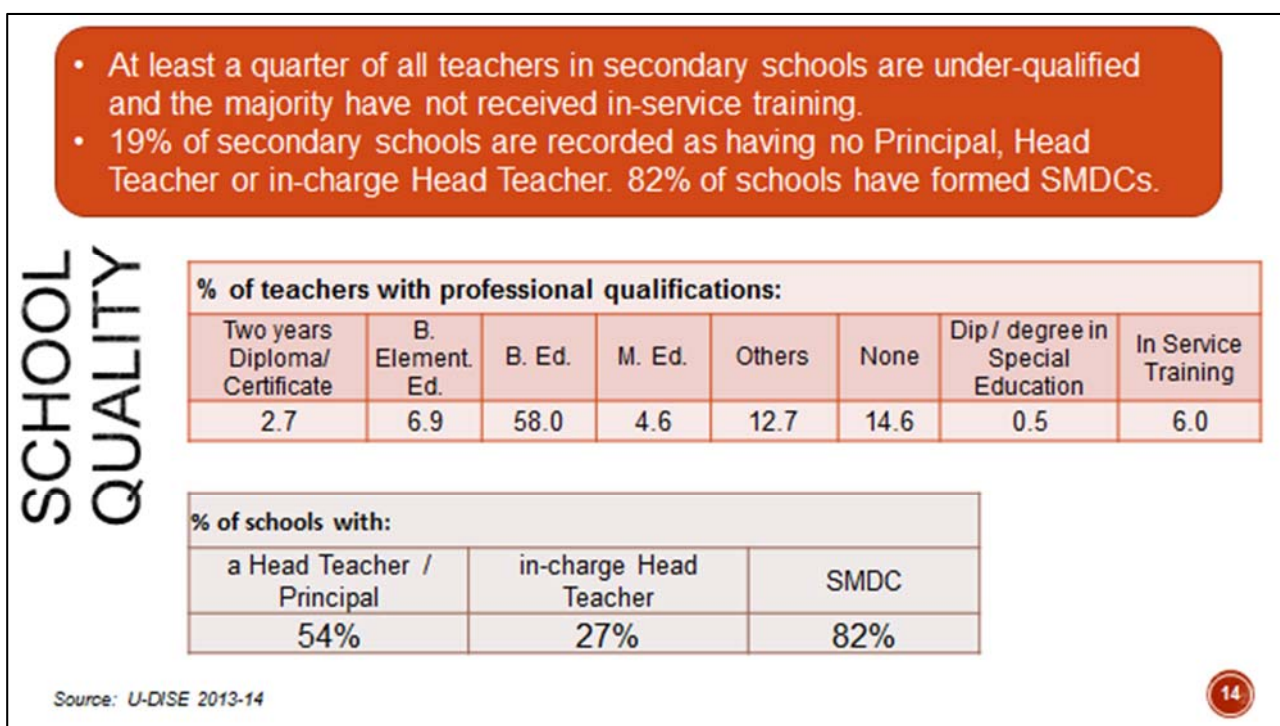 • At least a quarter of all teachers in secondary schools are under-qualified
and the majority have not received in-service training.
• 19% of secondary schools are recorded as having no Principal, Head
Teacher or in-charge Head Teacher. 82% of schools have formed SMDCs.
SCHOOL
QUALITY
% of teachers with professional qualifications:
Two years Diploma/ Certificate | B. Element. Ed. | B. Ed. | M. Ed. | Others | None | Dip / degree in Special Education | In Service Training
2.7 | 6.9 | 58.0 | 4.6 | 12.7 | 14.6 | 0.5 | 6.0
% of schools with:
a Head Teacher / Principal | in-charge Head Teacher | SMDC
54% | 27% | 82%
Source: U-DISE 2013-14
14